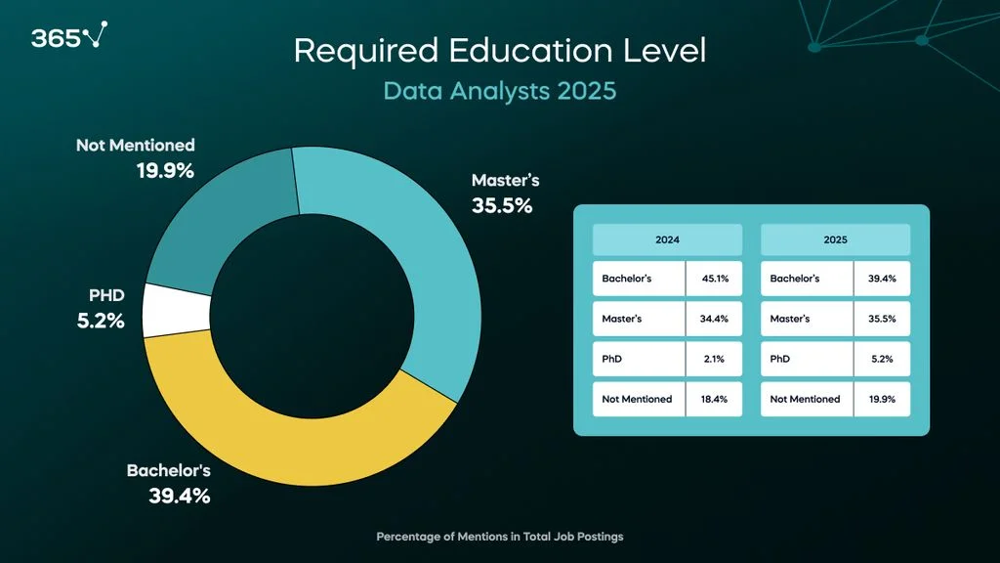 365
Required Education Level
Data Analysts 2025
Not Mentioned
19.9%
Master's
35.5%
PHD
5.2%
Bachelor's
39.4%
2024
Bachelor's 45.1%
Master's 34.4%
PhD 2.1%
Not Mentioned 18.4%
2025
Bachelor's 39.4%
Master's 35.5%
PhD 5.2%
Not Mentioned 19.9%
Percentage of Mentions in Total Job Postings